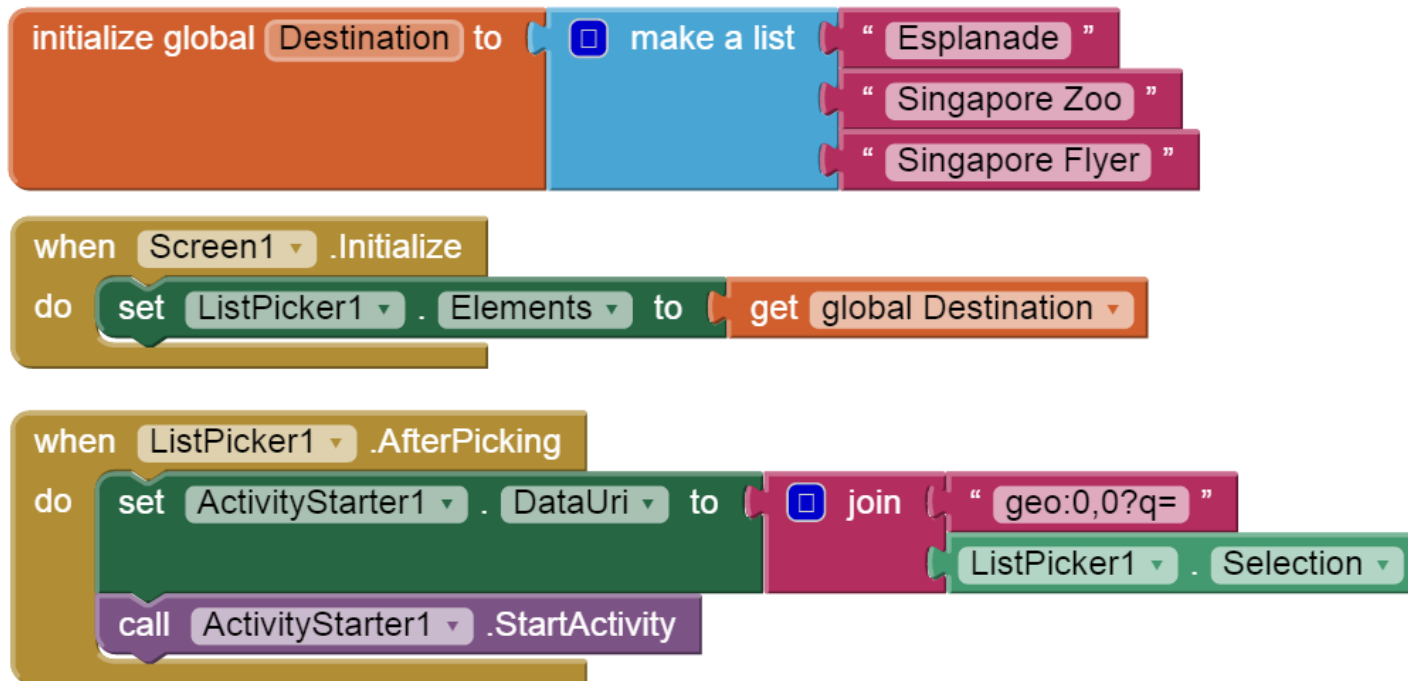 initialize global Destination to make a list “ Esplanade ”
“ Singapore Zoo ”
“ Singapore Flyer ”
when Screen1 .Initialize
do set ListPicker1 . Elements to get global Destination
when ListPicker1 .AfterPicking
do set ActivityStarter1 . DataUri to join “ geo:0,0?q= ”
ListPicker1 . Selection
call ActivityStarter1 .StartActivity